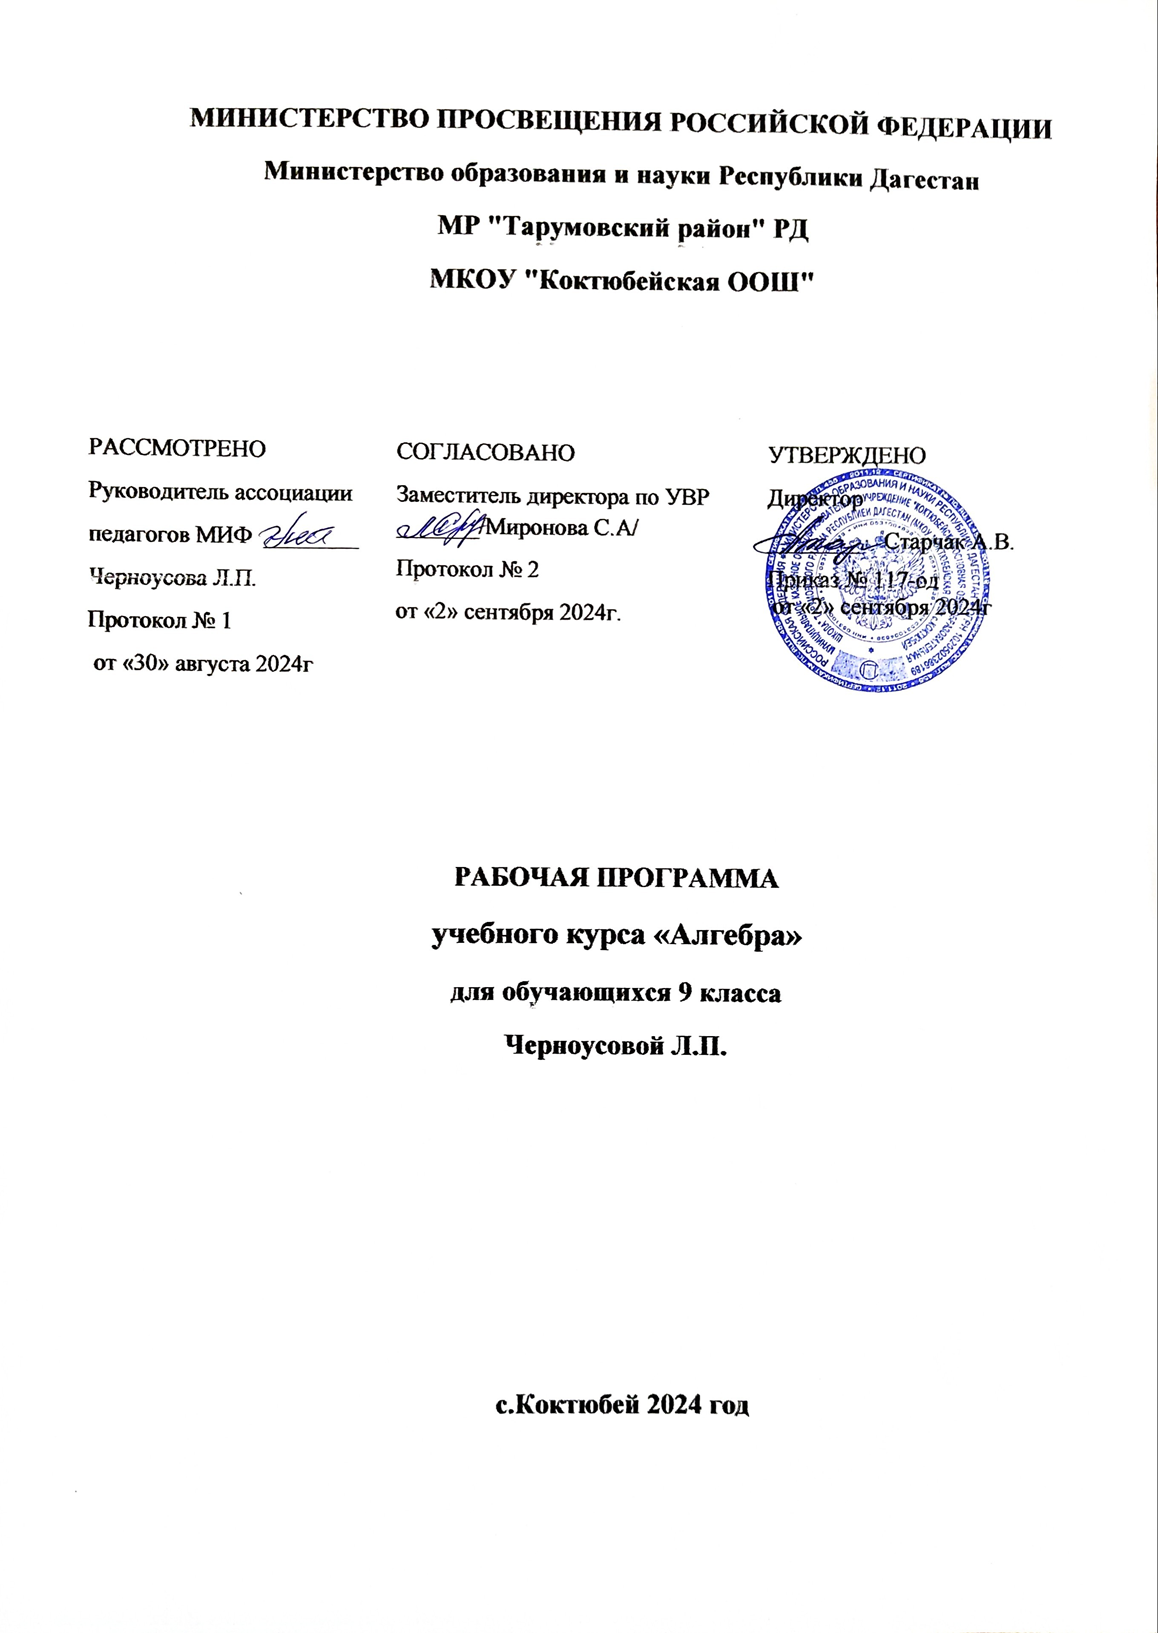 МИНИСТЕРСТВО ПРОСВЕЩЕНИЯ РОССИЙСКОЙ ФЕДЕРАЦИИ
Министерство образования и науки Республики Дагестан
МР "Тарумовский район" РД
МКОУ "Коктюбейская ООШ"
РАССМОТРЕНО
Руководитель ассоциации
педагогов МИФ
Черноусова Л.П.
Протокол № 1
от «30» августа 2024г
СОГЛАСОВАНО
Заместитель директора по УВР
/Миронова С.А/
Протокол № 2
от «2» сентября 2024г.
УТВЕРЖДЕНО
Директор
Старчак А.В.
Приказ № 117-од
от «2» сентября 2024г
РАБОЧАЯ ПРОГРАММА
учебного курса «Алгебра»
для обучающихся 9 класса
Черноусовой Л.П.
с.Коктюбей 2024 год